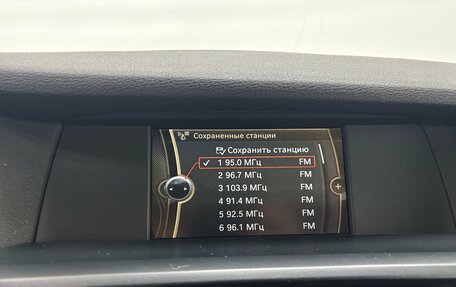 Сохраненные станции
Сохранить станцию
✓ 1 95.0 МГц FM
2 96.7 МГц FM
3 103.9 МГц FM
4 91.4 МГц FM
5 92.5 МГц FM
6 96.1 МГц FM